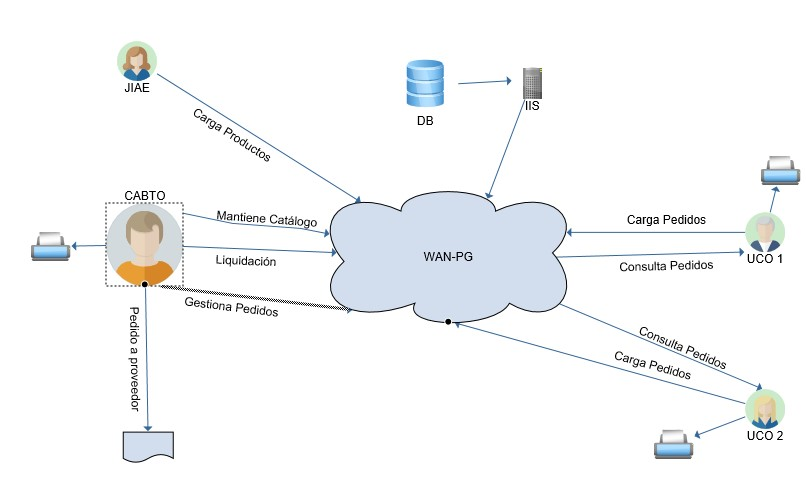 JIAE
DB
IIS
Carga Productos
CABTO
Mantiene Catálogo
Liquidación
Gestiona Pedidos
Pedido a proveedor
WAN-PG
Carga Pedidos
UCO 1
Consulta Pedidos
Consulta Pedidos
Carga Pedidos
UCO 2